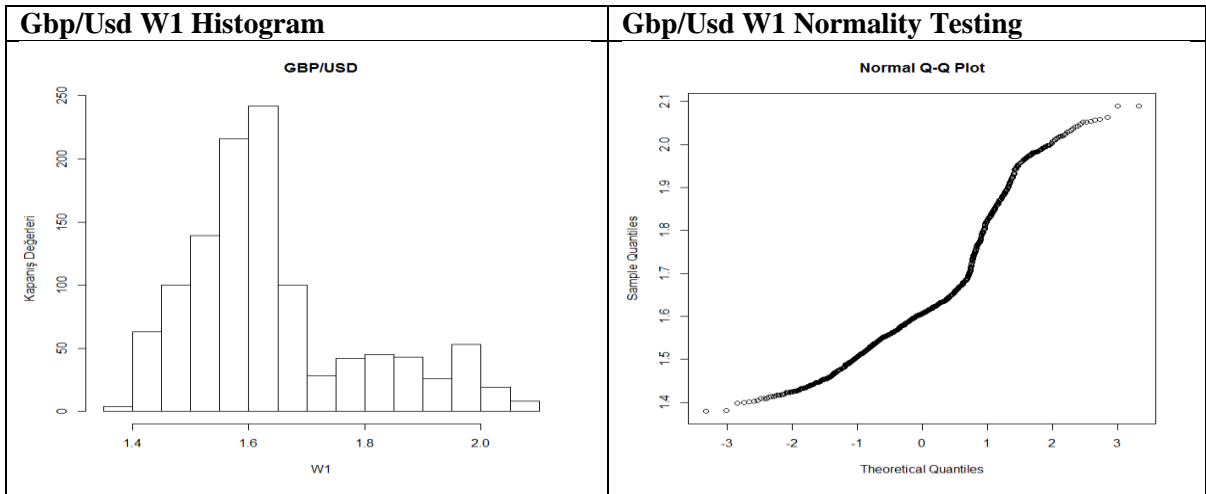 Gbp/Usd W1 Histogram
Gbp/Usd W1 Normality Testing
GBP/USD
Kapanış Değerleri
250
200
150
100
50
0
1.4 1.6 1.8 2.0
W1
Normal Q-Q Plot
Sample Quantiles
2.1
2.0
1.9
1.8
1.7
1.6
1.5
1.4
-3 -2 -1 0 1 2 3
Theoretical Quantiles